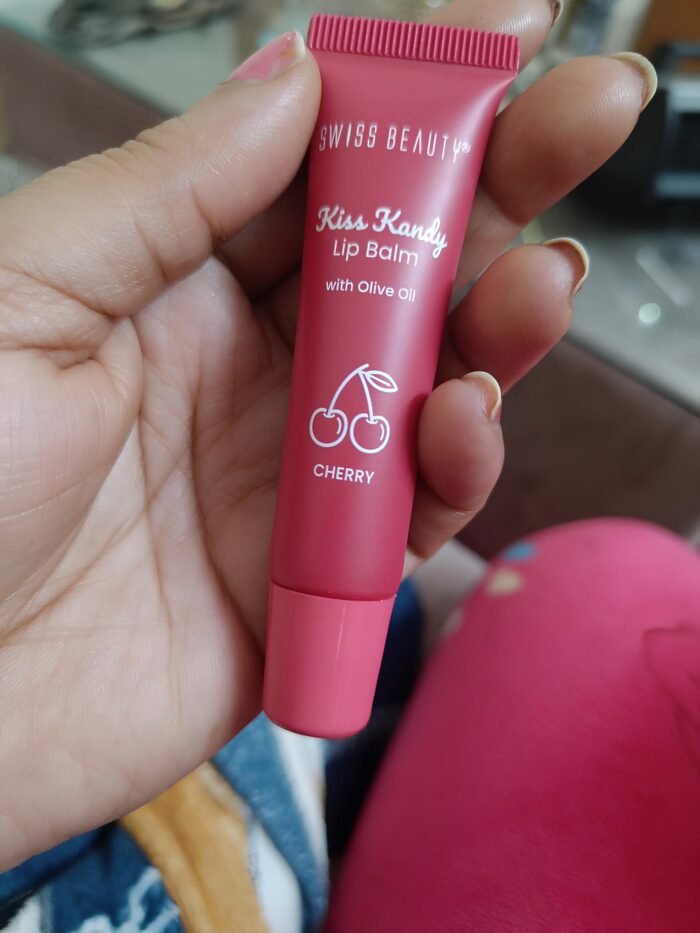 SWISS BEAUTY®
Kiss Kandy
Lip Balm
with Olive Oil
CHERRY